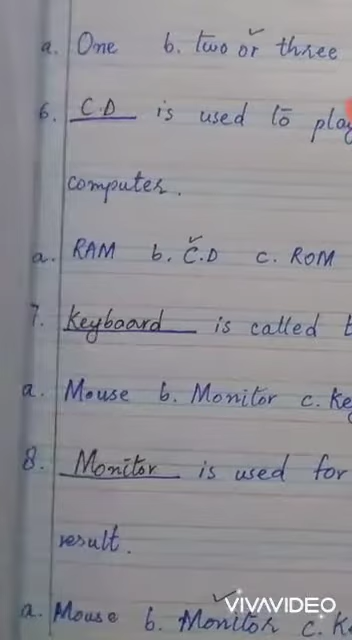 a. One b. two or three
6. C.D is used to play
computer.
a. RAM b. C.D c. ROM
7. Keyboard is called
a. Mouse b. Monitor c. Key
8. Monitor is used for
result.
VIVAVIDEO
a. Mouse b. Monitor c. K